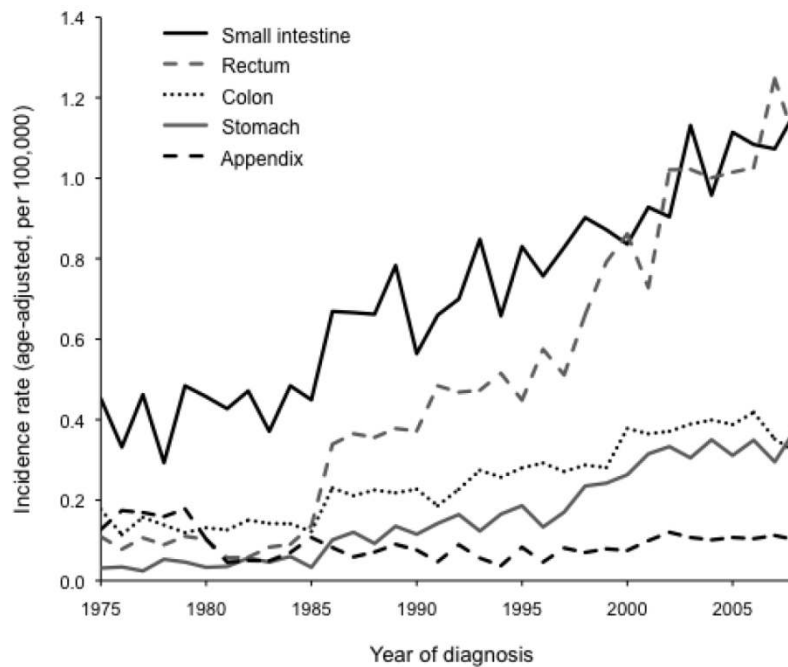 Incidence rate (age-adjusted, per 100,000)
1.4
1.2
1.0
0.8
0.6
0.4
0.2
0.0
Small intestine
Rectum
Colon
Stomach
Appendix
1975
1980
1985
1990
1995
2000
2005
Year of diagnosis